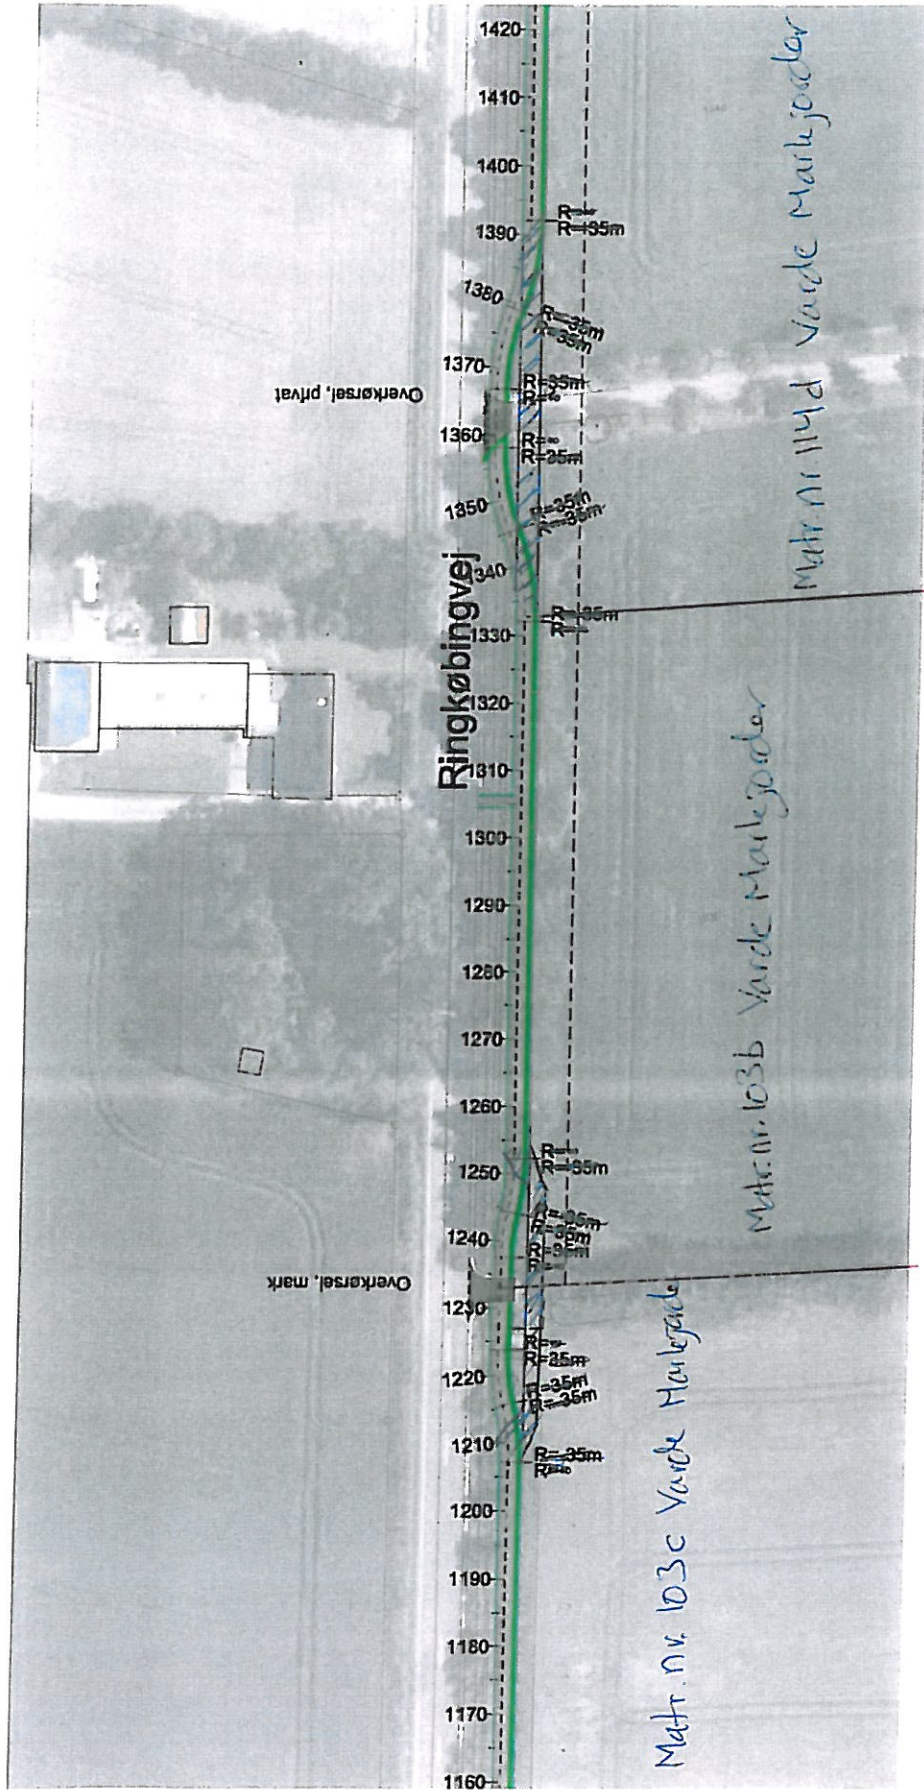 1420
1410
1400
R=
1390
R=35m
1380
R=35m
R=35m
1370
R=35m
Overkørsel, privat
R=∞
1360
R=∞
R=35m
1350
R=35m
R=35m
1340
Ringkøbingvej
R=35m
1330
R=
1320
1310
1300
1290
1280
1270
1260
R=
1250
R=35m
R=35m
1240
R=35m
R=35m
Overkørsel, mark
R=
1230
R=∞
R=35m
1220
R=35m
R=35m
1210
R=35m
R=∞
1200
1190
1180
1170
1160
Matr. nr. 114d Varde Markjorder
Matr. nr. 103b Varde Markjorder
Matr. nr. 103c Varde Markjorder